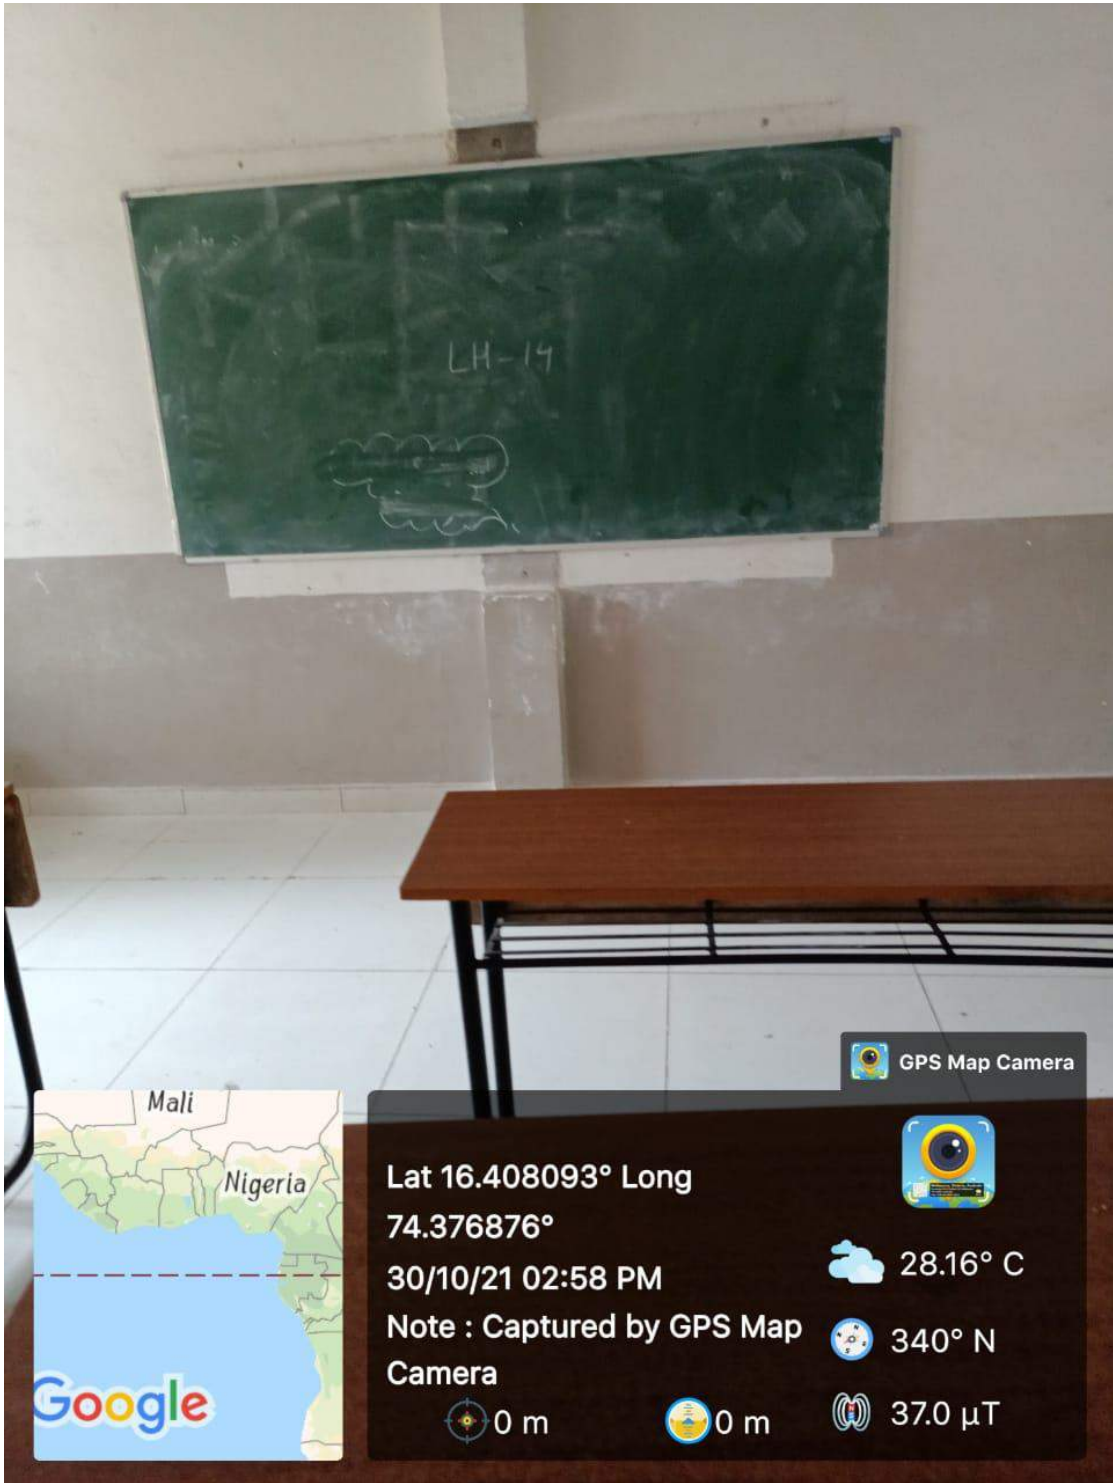 LH-14
GPS Map Camera
Mali
Nigeria
Google
Lat 16.408093° Long
74.376876°
30/10/21 02:58 PM
Note : Captured by GPS Map
Camera
0 m
0 m
28.16° C
340° N
37.0 µT